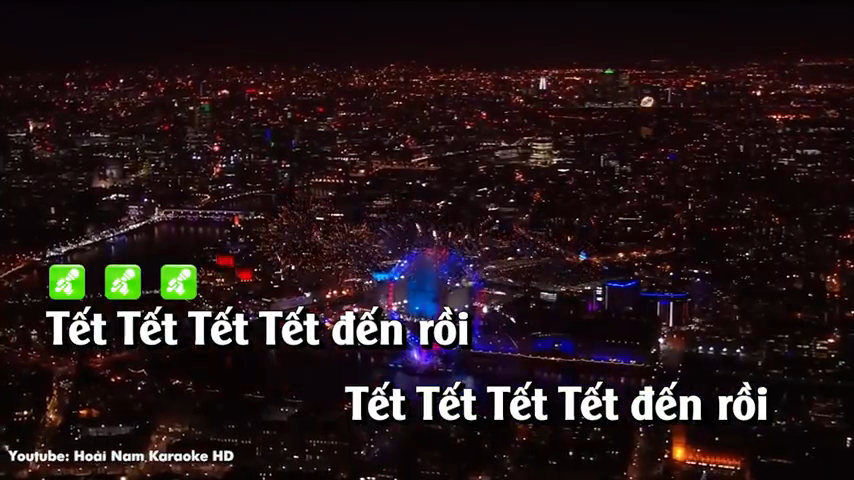 Tết Tết Tết Tết đến rồi
Tết Tết Tết Tết đến rồi
Youtube: Hoài Nam Karaoke HD